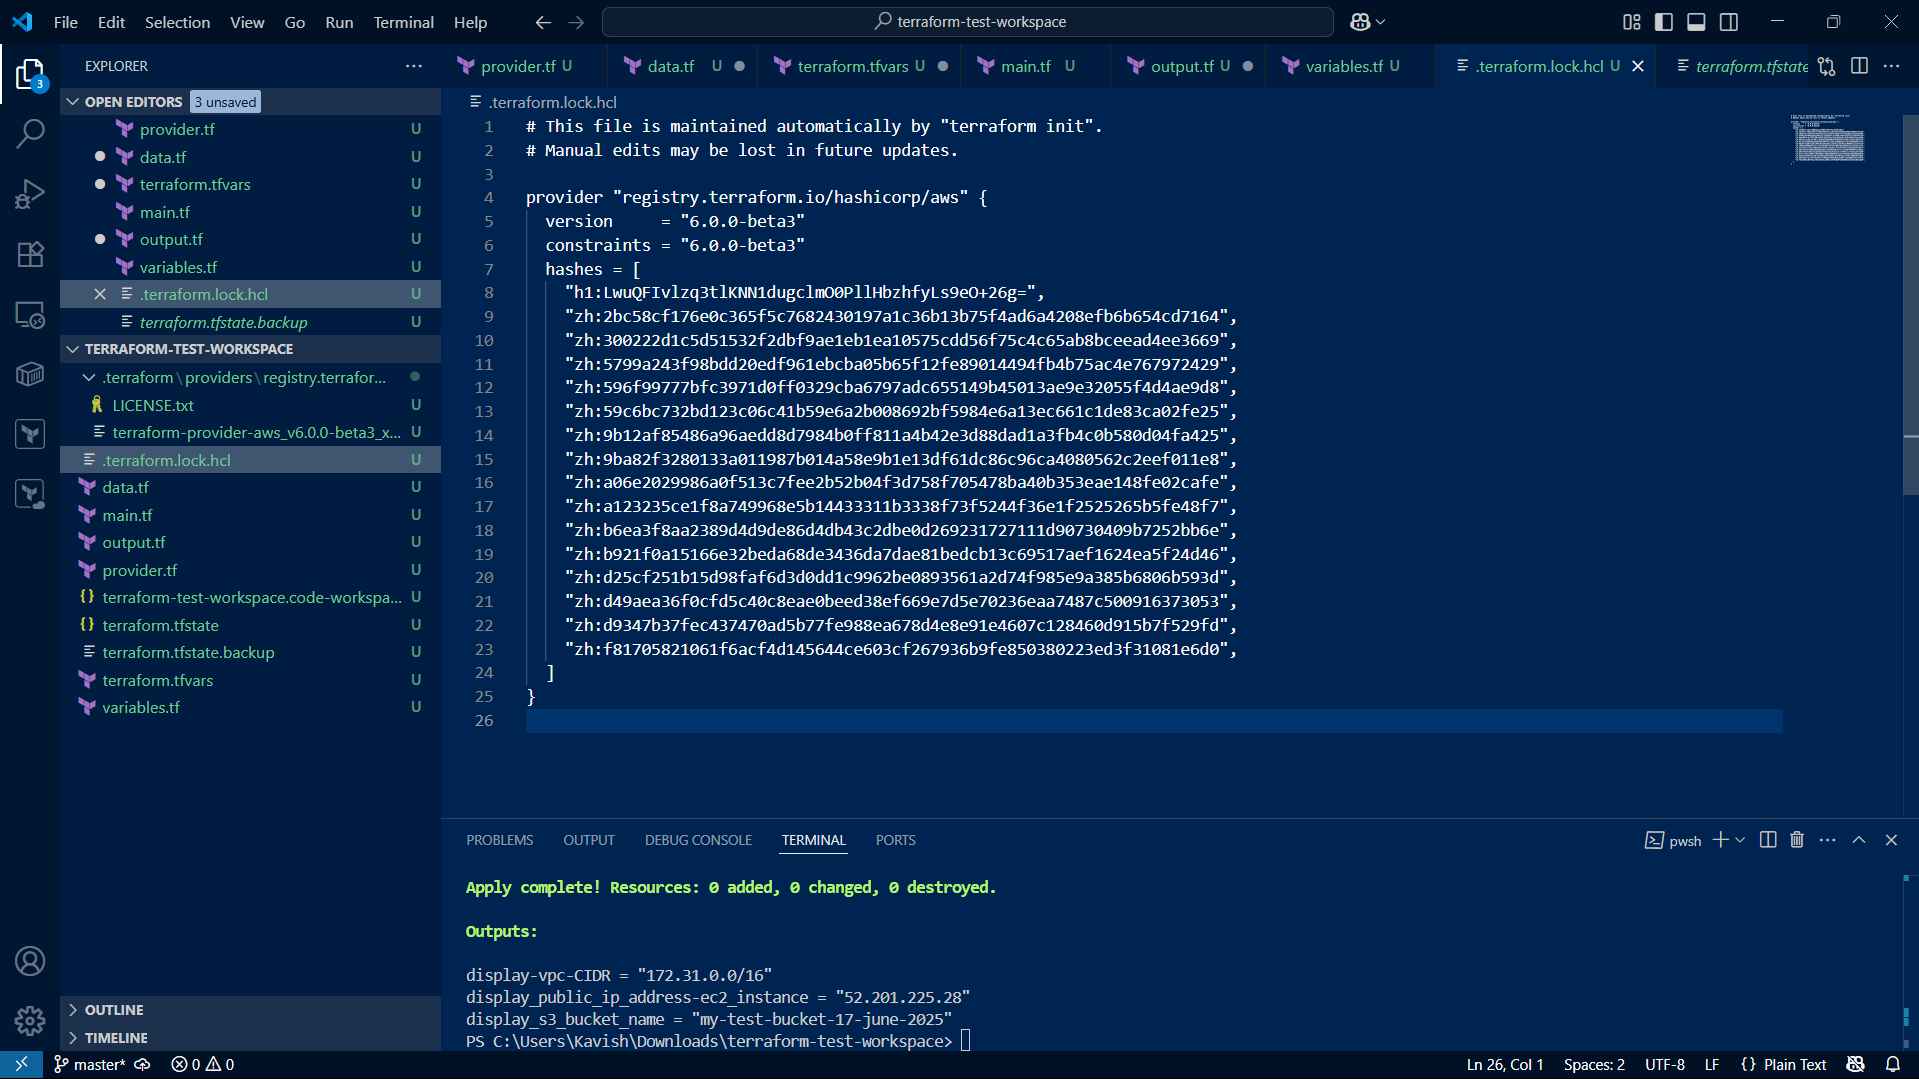 File Edit Selection View Go Run Terminal Help
terraform-test-workspace
EXPLORER
OPEN EDITORS 3 unsaved
provider.tf U
data.tf U
terraform.tfvars U
main.tf U
output.tf U
variables.tf U
.terraform.lock.hcl U
terraform.tfstate.backup U
TERRAFORM-TEST-WORKSPACE
.terraform\providers\registry.terrafor...
LICENSE.txt U
terraform-provider-aws_v6.0.0-beta3_x... U
.terraform.lock.hcl U
data.tf U
main.tf U
output.tf U
provider.tf U
terraform-test-workspace.code-workspa... U
terraform.tfstate U
terraform.tfstate.backup U
terraform.tfvars U
variables.tf U
OUTLINE
TIMELINE
3
provider.tf U data.tf U terraform.tfvars U main.tf U output.tf U variables.tf U .terraform.lock.hcl U terraform.tfstate
.terraform.lock.hcl
1 # This file is maintained automatically by "terraform init".
2 # Manual edits may be lost in future updates.
3
4 provider "registry.terraform.io/hashicorp/aws" {
5 version     = "6.0.0-beta3"
6 constraints = "6.0.0-beta3"
7 hashes = [
8 "h1:LwuQFIvlzq3tlKNN1dugclmO0PllHbzhfyLs9eO+26g=",
9 "zh:2bc58cf176e0c365f5c7682430197a1c36b13b75f4ad6a4208efb6b654cd7164",
10 "zh:300222d1c5d51532f2dbf9ae1eb1ea10575cdd56f75c4c65ab8bceead4ee3669",
11 "zh:5799a243f98bdd20edf961ebcba05b65f12fe89014494fb4b75ac4e767972429",
12 "zh:596f99777bfc3971d0ff0329cba6797adc655149b45013ae9e32055f4d4ae9d8",
13 "zh:59c6bc732bd123c06c41b59e6a2b008692bf5984e6a13ec661c1de83ca02fe25",
14 "zh:9b12af85486a96aedd8d7984b0ff811a4b42e3d88dad1a3fb4c0b580d04fa425",
15 "zh:9ba82f3280133a011987b014a58e9b1e13df61dc86c96ca4080562c2eef011e8",
16 "zh:a06e2029986a0f513c7fee2b52b04f3d758f705478ba40b353eae148fe02cafe",
17 "zh:a123235ce1f8a749968e5b14433311b3338f73f5244f36e1f2525265b5fe48f7",
18 "zh:b6ea3f8aa2389d4d9de86d4db43c2dbe0d269231727111d90730409b7252bb6e",
19 "zh:b921f0a15166e32beda68de3436da7dae81bedcb13c69517aef1624ea5f24d46",
20 "zh:d25cf251b15d98faf6d3d0dd1c9962be0893561a2d74f985e9a385b6806b593d",
21 "zh:d49aea36f0cfd5c40c8eae0beed38ef669e7d5e70236eaa7487c500916373053",
22 "zh:d9347b37fec437470ad5b77fe988ea678d4e8e91e4607c128460d915b7f529fd",
23 "zh:f81705821061f6acf4d145644ce603cf267936b9fe850380223ed3f31081e6d0",
24 ]
25 }
26
PROBLEMS OUTPUT DEBUG CONSOLE TERMINAL PORTS
pwsh
Apply complete! Resources: 0 added, 0 changed, 0 destroyed.
Outputs:
display-vpc-CIDR = "172.31.0.0/16"
display_public_ip_address-ec2_instance = "52.201.225.28"
display_s3_bucket_name = "my-test-bucket-17-june-2025"
PS C:\Users\Kavish\Downloads\terraform-test-workspace>
master* 0 0 Ln 26, Col 1 Spaces: 2 UTF-8 LF {} Plain Text